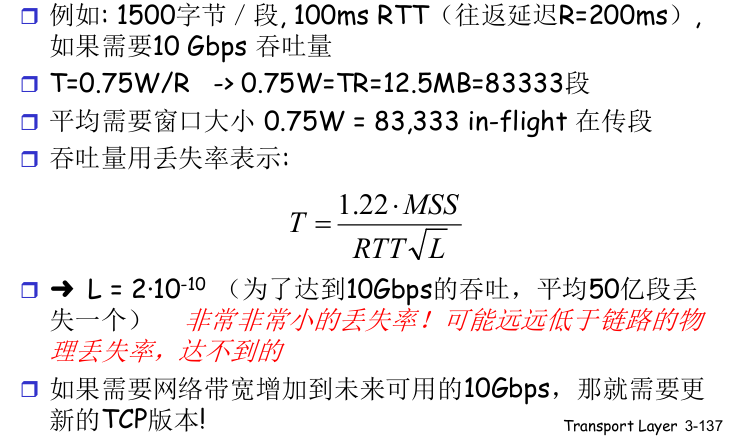 例如: 1500字节/段, 100ms RTT（往返延迟R=200ms）,
如果需要10 Gbps 吞吐量
T=0.75W/R -> 0.75W=TR=12.5MB=83333段
平均需要窗口大小 0.75W = 83,333 in-flight 在传段
吞吐量用丢失率表示:
T = 1.22·MSS / RTT√L
➜ L = 2·10⁻¹⁰ （为了达到10Gbps的吞吐，平均50亿段丢
失一个） 非常非常小的丢失率！可能远远低于链路的物
理丢失率，达不到的
如果需要网络带宽增加到未来可用的10Gbps，那就需要更
新的TCP版本!
Transport Layer 3-137